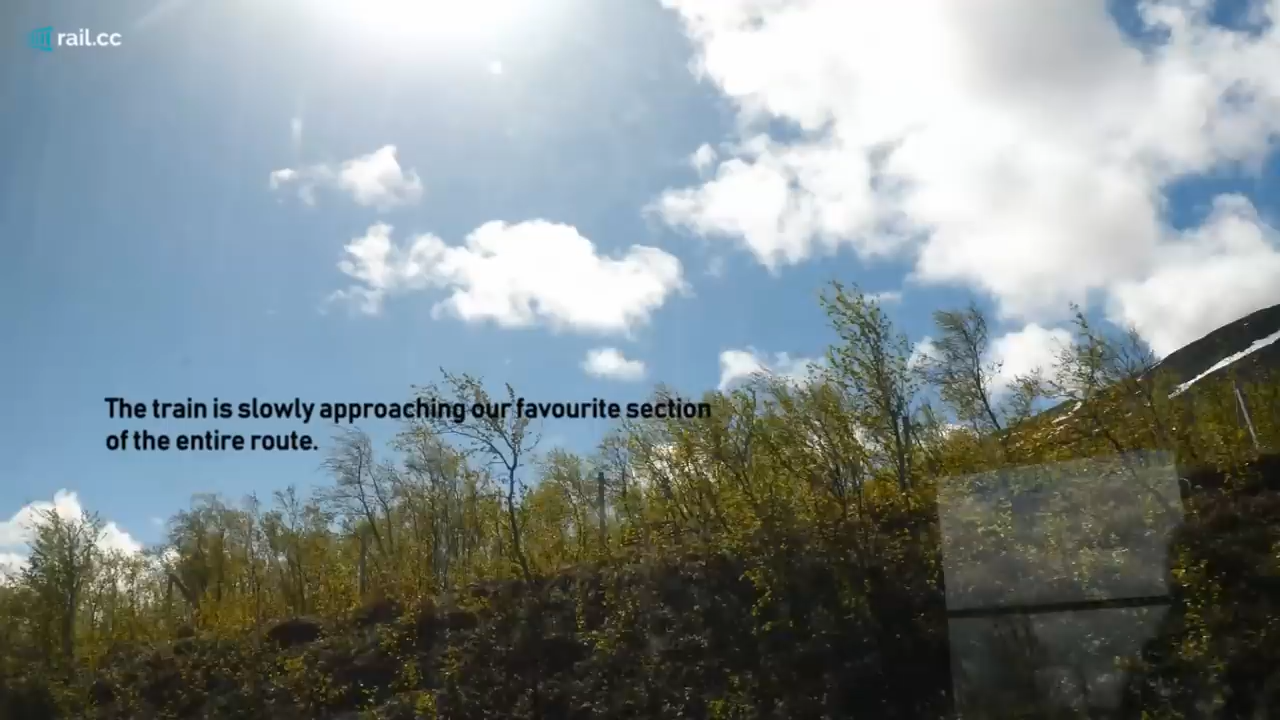 rail.cc
The train is slowly approaching our favourite section
of the entire route.